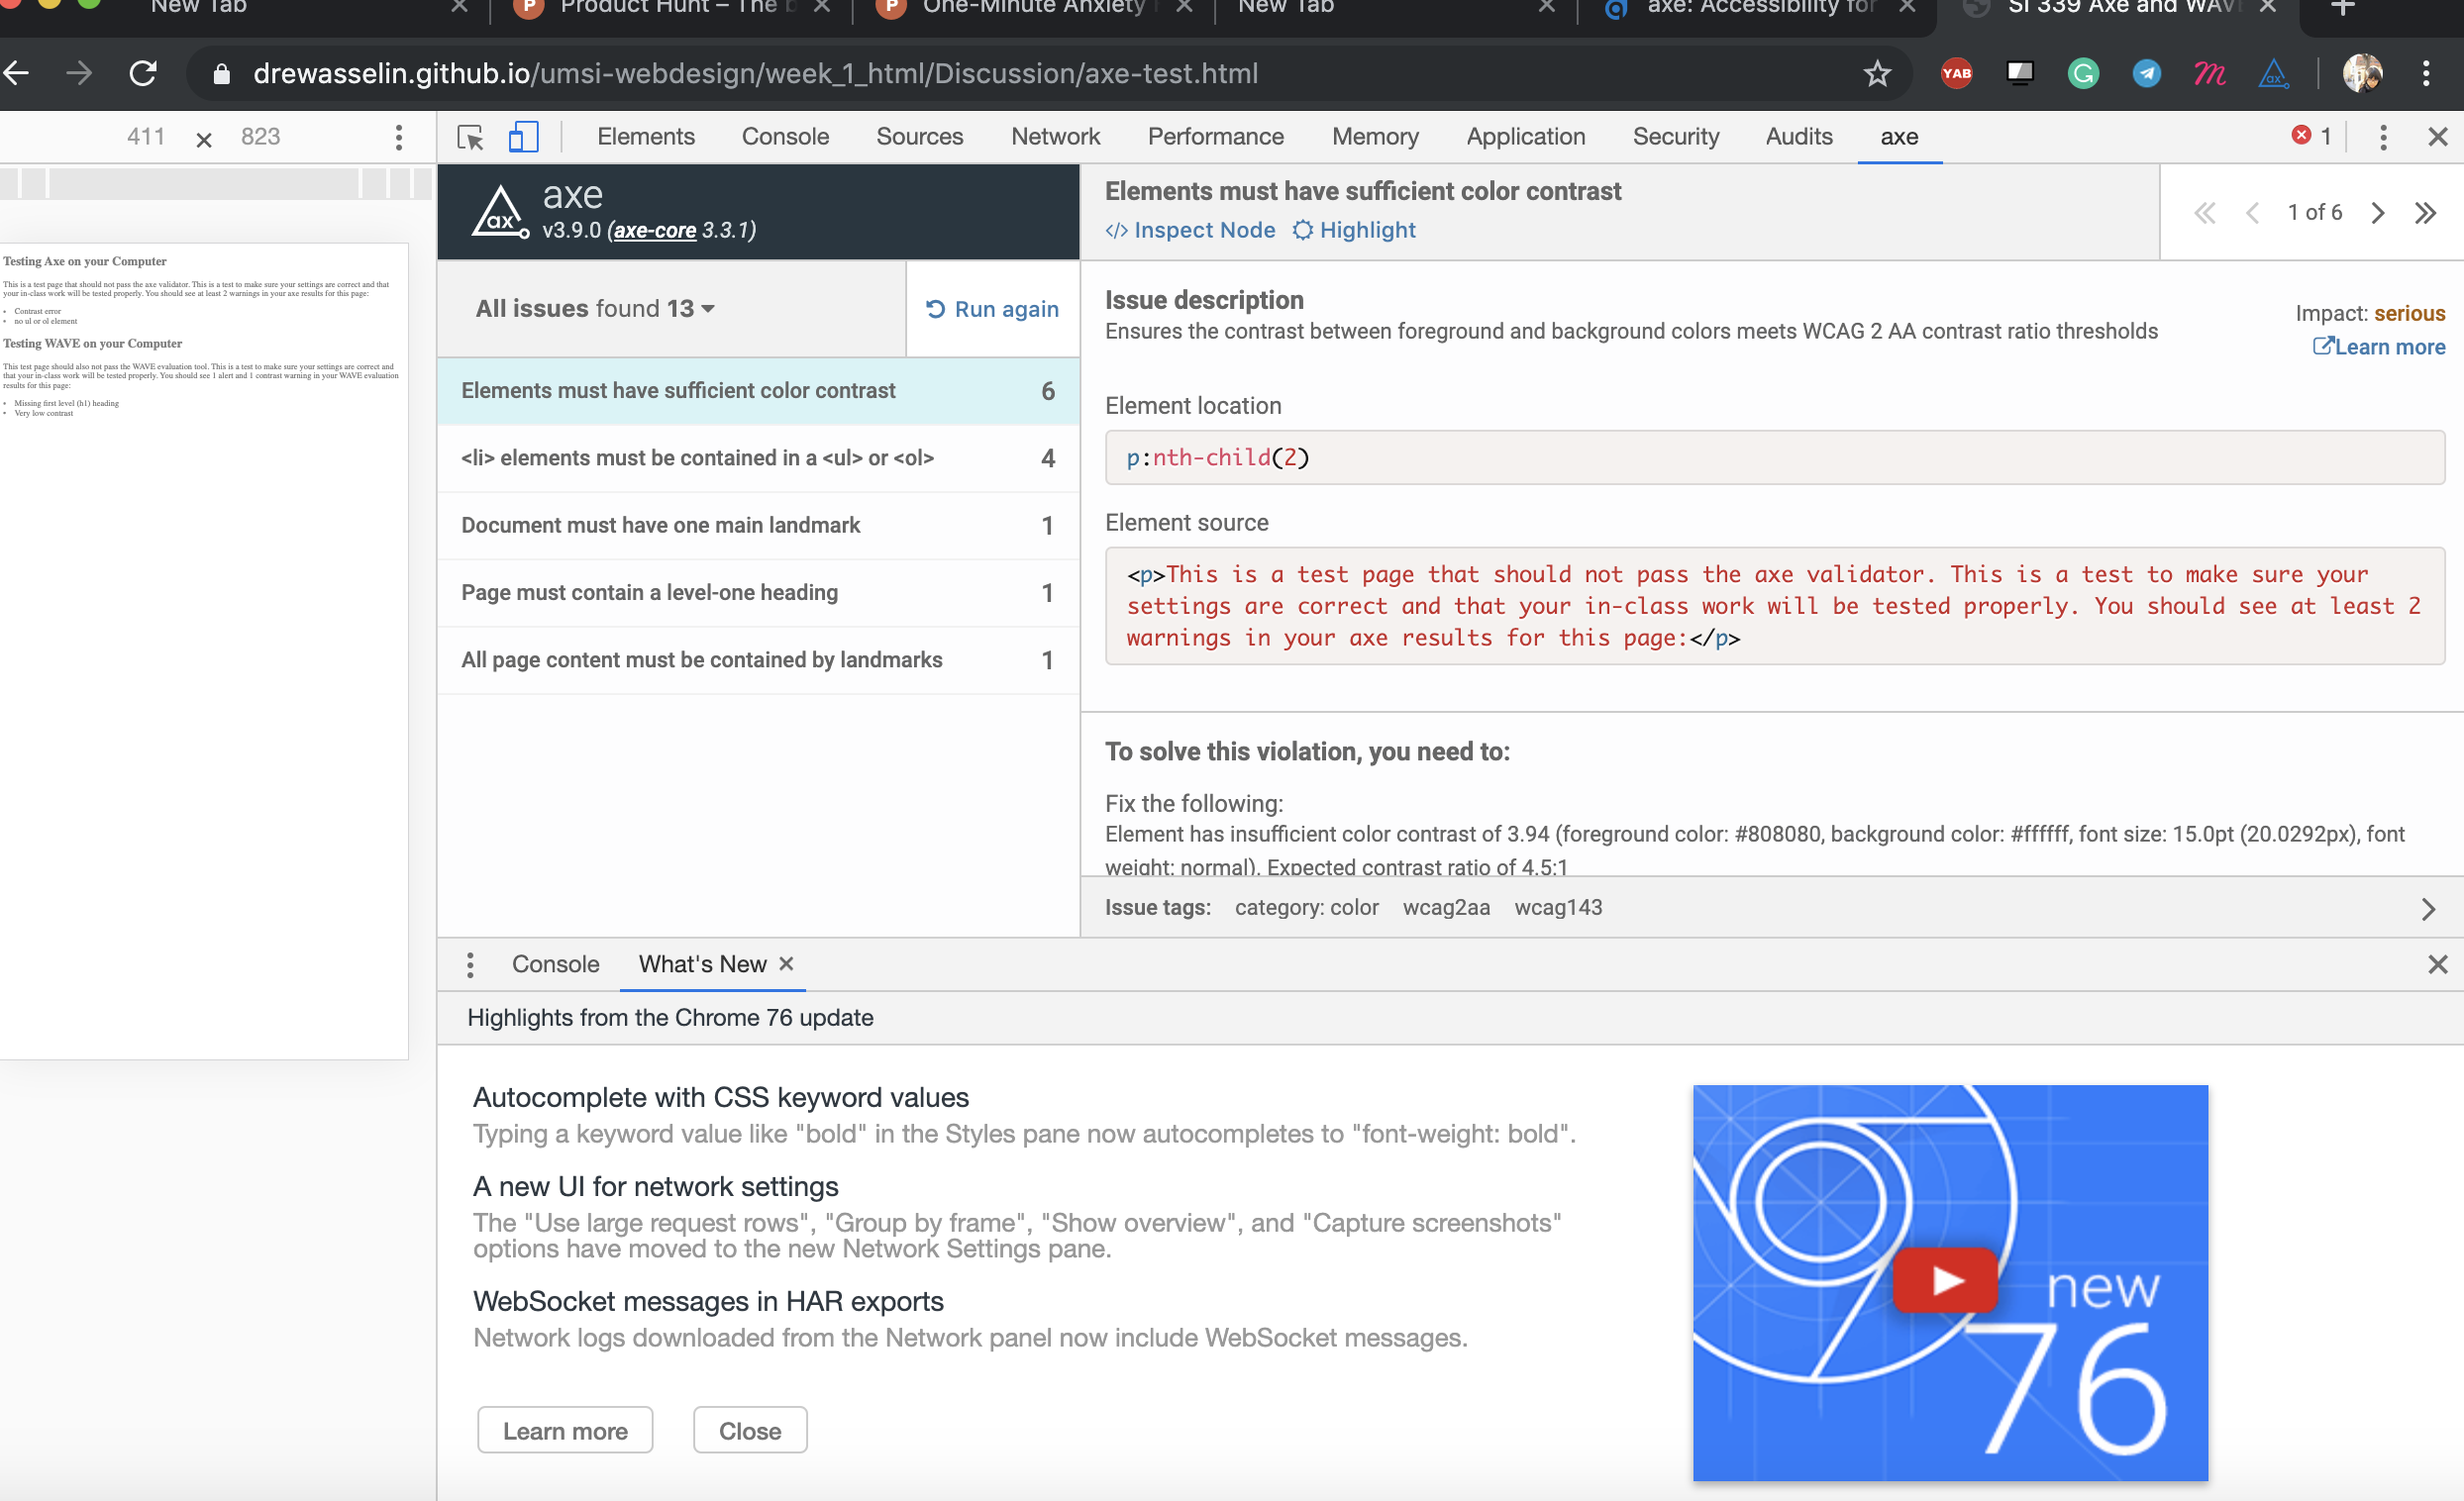 New Tab
Product Hunt – The b
One-Minute Anxiety
New Tab
axe: Accessibility for
SI 339 Axe and WAV
drewasselin.github.io/umsi-webdesign/week_1_html/Discussion/axe-test.html
YAB
411 × 823
Elements Console Sources Network Performance Memory Application Security Audits axe
1
Testing Axe on your Computer
This is a test page that should not pass the axe validator. This is a test to make sure your settings are correct and that
your in-class work will be tested properly. You should see at least 2 warnings in your axe results for this page:
• Contrast error
• no ul or ol element
Testing WAVE on your Computer
This test page should also not pass the WAVE evaluation tool. This is a test to make sure your settings are correct and
that your in-class work will be tested properly. You should see 1 alert and 1 contrast warning in your WAVE evaluation
results for this page:
• Missing first level (h1) heading
• Very low contrast
ax
axe
v3.9.0 (axe-core 3.3.1)
All issues found 13
Run again
Elements must have sufficient color contrast 6
<li> elements must be contained in a <ul> or <ol> 4
Document must have one main landmark 1
Page must contain a level-one heading 1
All page content must be contained by landmarks 1
Elements must have sufficient color contrast
</> Inspect Node Highlight
1 of 6
Issue description
Ensures the contrast between foreground and background colors meets WCAG 2 AA contrast ratio thresholds
Impact: serious
Learn more
Element location
p:nth-child(2)
Element source
<p>This is a test page that should not pass the axe validator. This is a test to make sure your
settings are correct and that your in-class work will be tested properly. You should see at least 2
warnings in your axe results for this page:</p>
To solve this violation, you need to:
Fix the following:
Element has insufficient color contrast of 3.94 (foreground color: #808080, background color: #ffffff, font size: 15.0pt (20.0292px), font
weight: normal). Expected contrast ratio of 4.5:1
Issue tags: category: color wcag2aa wcag143
Console What's New
Highlights from the Chrome 76 update
Autocomplete with CSS keyword values
Typing a keyword value like "bold" in the Styles pane now autocompletes to "font-weight: bold".
A new UI for network settings
The "Use large request rows", "Group by frame", "Show overview", and "Capture screenshots"
options have moved to the new Network Settings pane.
WebSocket messages in HAR exports
Network logs downloaded from the Network panel now include WebSocket messages.
Learn more
Close
new
76